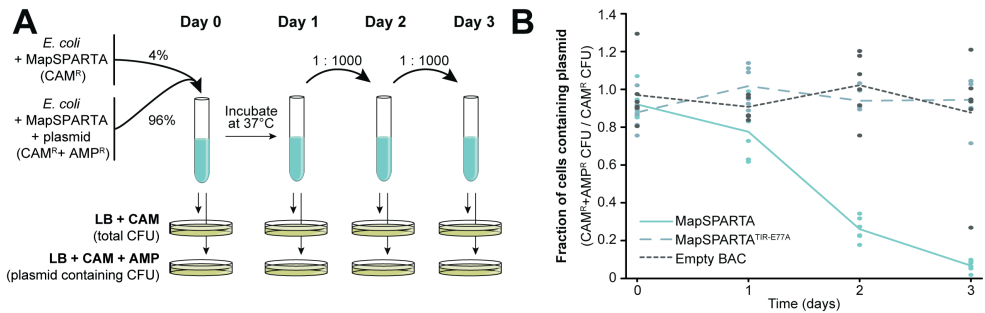 A
Day 0
Day 1
Day 2
Day 3
E. coli
+ MapSPARTA
(CAMᴿ)
4%
1 : 1000
1 : 1000
E. coli
+ MapSPARTA
+ plasmid
(CAMᴿ+ AMPᴿ)
96%
Incubate
at 37°C
LB + CAM
(total CFU)
LB + CAM + AMP
(plasmid containing CFU)
B
Fraction of cells containing plasmid
(CAMᴿ+AMPᴿ CFU / CAMᴿ CFU)
1.4
1.2
1.0
0.8
0.6
0.4
0.2
0
MapSPARTA
MapSPARTAᵀᴵᴿ⁻ᴱ⁷⁷ᴬ
Empty BAC
0
1
2
3
Time (days)